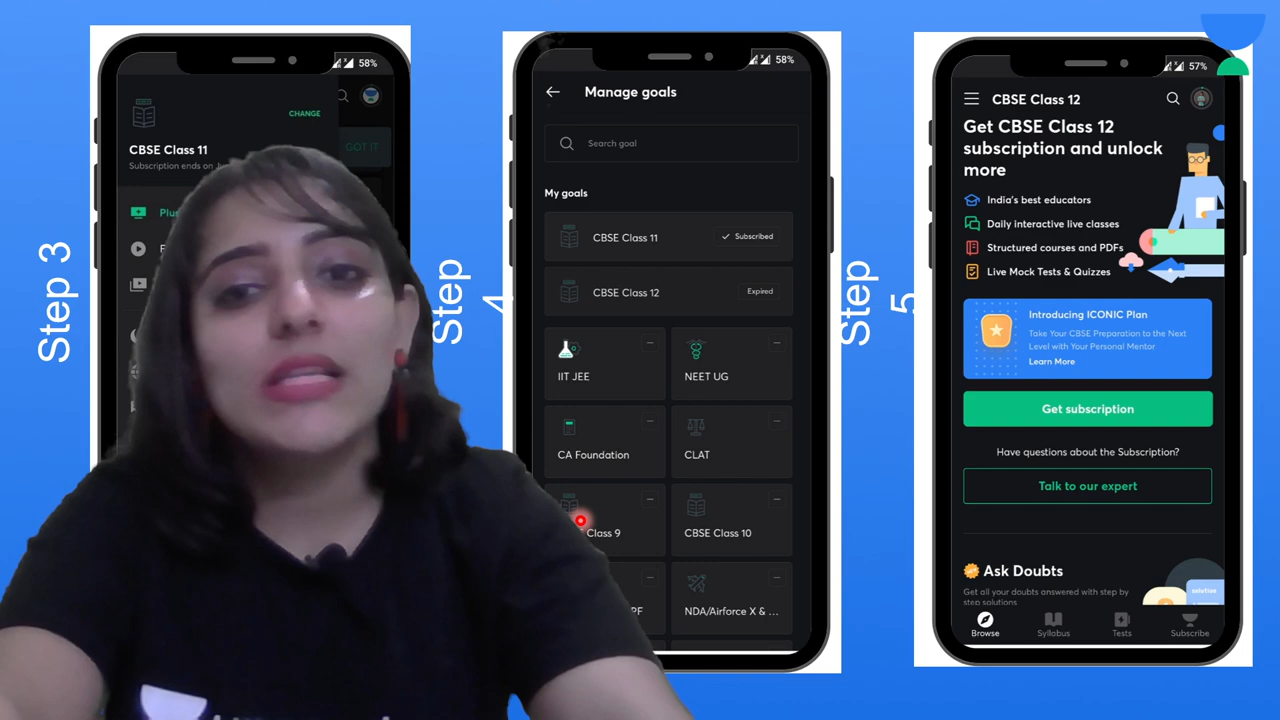 Step 3
58%
CHANGE
CBSE Class 11
Subscription ends on
GOT IT
Step
4
58%
Manage goals
Search goal
My goals
CBSE Class 11
Subscribed
CBSE Class 12
Expired
IIT JEE
NEET UG
CA Foundation
CLAT
Class 9
CBSE Class 10
NDA/Airforce X & ...
Step
5
57%
CBSE Class 12
Get CBSE Class 12
subscription and unlock
more
India's best educators
Daily interactive live classes
Structured courses and PDFs
Live Mock Tests & Quizzes
Introducing ICONIC Plan
Take Your CBSE Preparation to the Next
Level with Your Personal Mentor
Learn More
Get subscription
Have questions about the Subscription?
Talk to our expert
Ask Doubts
Get all your doubts answered with step by
step solutions
solution
Browse
Syllabus
Tests
Subscribe